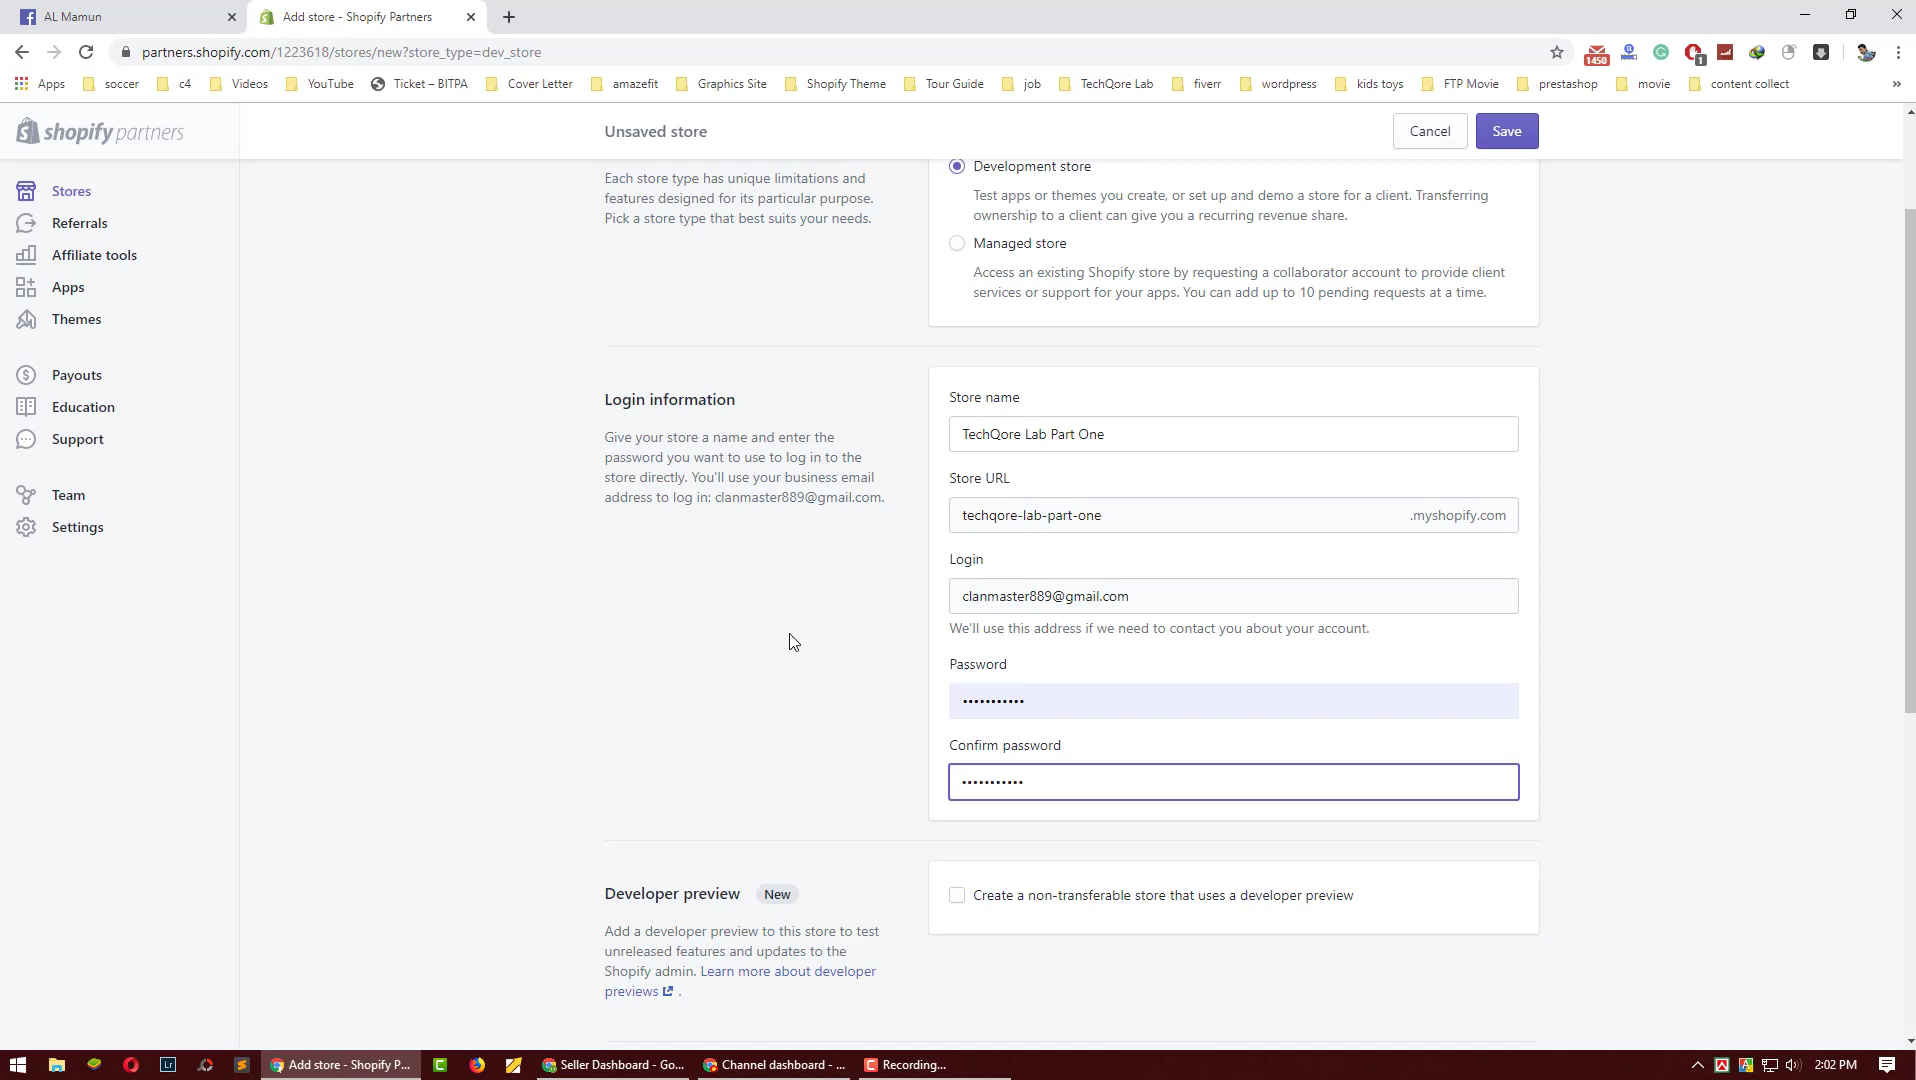 AL Mamun
Add store - Shopify Partners
partners.shopify.com/1223618/stores/new?store_type=dev_store
1450
1
Apps soccer c4 Videos YouTube Ticket – BITPA Cover Letter amazefit Graphics Site Shopify Theme Tour Guide job TechQore Lab fiverr wordpress kids toys FTP Movie prestashop movie content collect »
shopify partners
Unsaved store
Cancel
Save
Stores
Referrals
Affiliate tools
Apps
Themes
Payouts
Education
Support
Team
Settings
Each store type has unique limitations and
features designed for its particular purpose.
Pick a store type that best suits your needs.
Development store
Test apps or themes you create, or set up and demo a store for a client. Transferring
ownership to a client can give you a recurring revenue share.
Managed store
Access an existing Shopify store by requesting a collaborator account to provide client
services or support for your apps. You can add up to 10 pending requests at a time.
Login information
Give your store a name and enter the
password you want to use to log in to the
store directly. You'll use your business email
address to log in: clanmaster889@gmail.com.
Store name
TechQore Lab Part One
Store URL
techqore-lab-part-one .myshopify.com
Login
clanmaster889@gmail.com
We'll use this address if we need to contact you about your account.
Password
•••••••••••
Confirm password
•••••••••••
Developer preview New
Add a developer preview to this store to test
unreleased features and updates to the
Shopify admin. Learn more about developer
previews .
Create a non-transferable store that uses a developer preview
Lr
Add store - Shopify P...
Seller Dashboard - Go...
Channel dashboard - ...
Recording...
2:02 PM